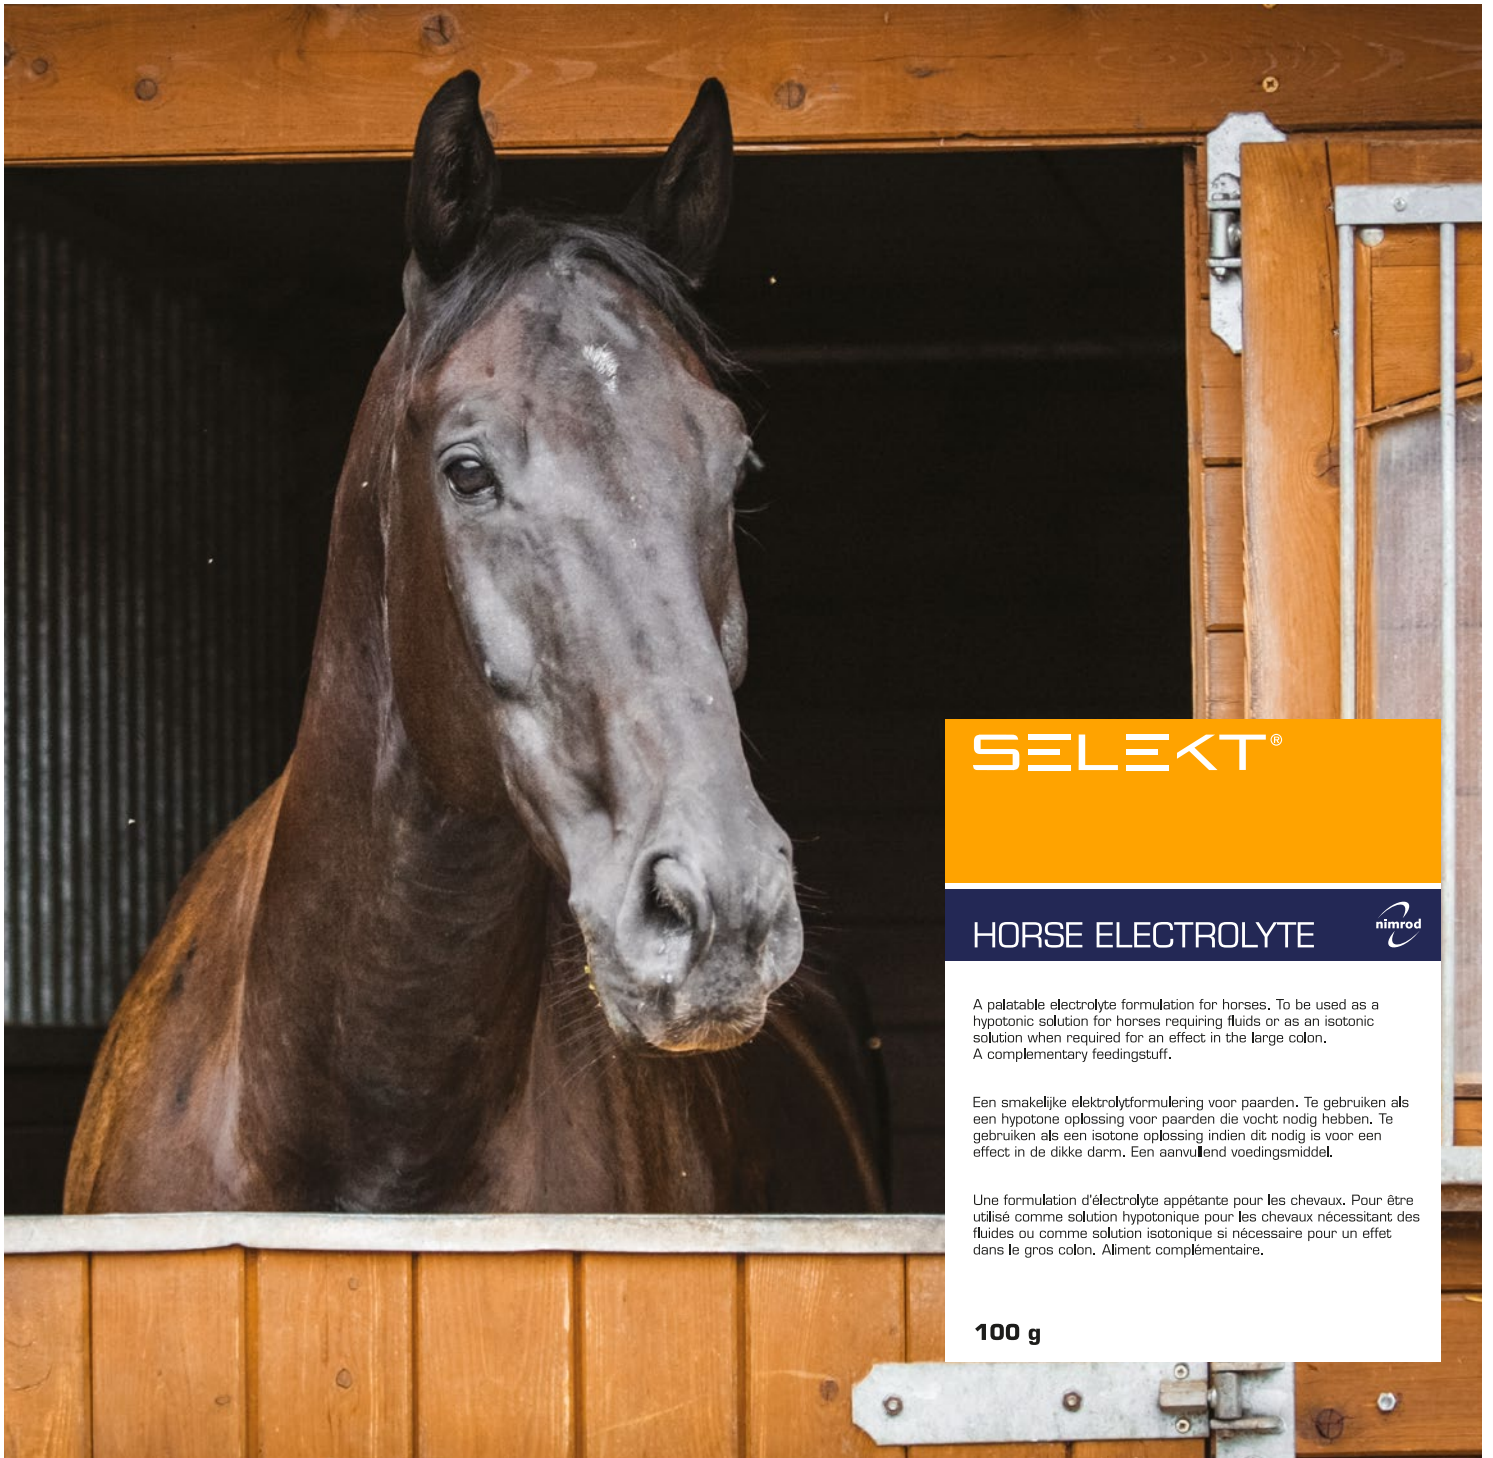 SELEKT®
HORSE ELECTROLYTE
nimrod
A palatable electrolyte formulation for horses. To be used as a
hypotonic solution for horses requiring fluids or as an isotonic
solution when required for an effect in the large colon.
A complementary feedingstuff.
Een smakelijke elektrolytformulering voor paarden. Te gebruiken als
een hypotone oplossing voor paarden die vocht nodig hebben. Te
gebruiken als een isotone oplossing indien dit nodig is voor een
effect in de dikke darm. Een aanvullend voedingsmiddel.
Une formulation d'électrolyte appétante pour les chevaux. Pour être
utilisé comme solution hypotonique pour les chevaux nécessitant des
fluides ou comme solution isotonique si nécessaire pour un effet
dans le gros colon. Aliment complémentaire.
100 g